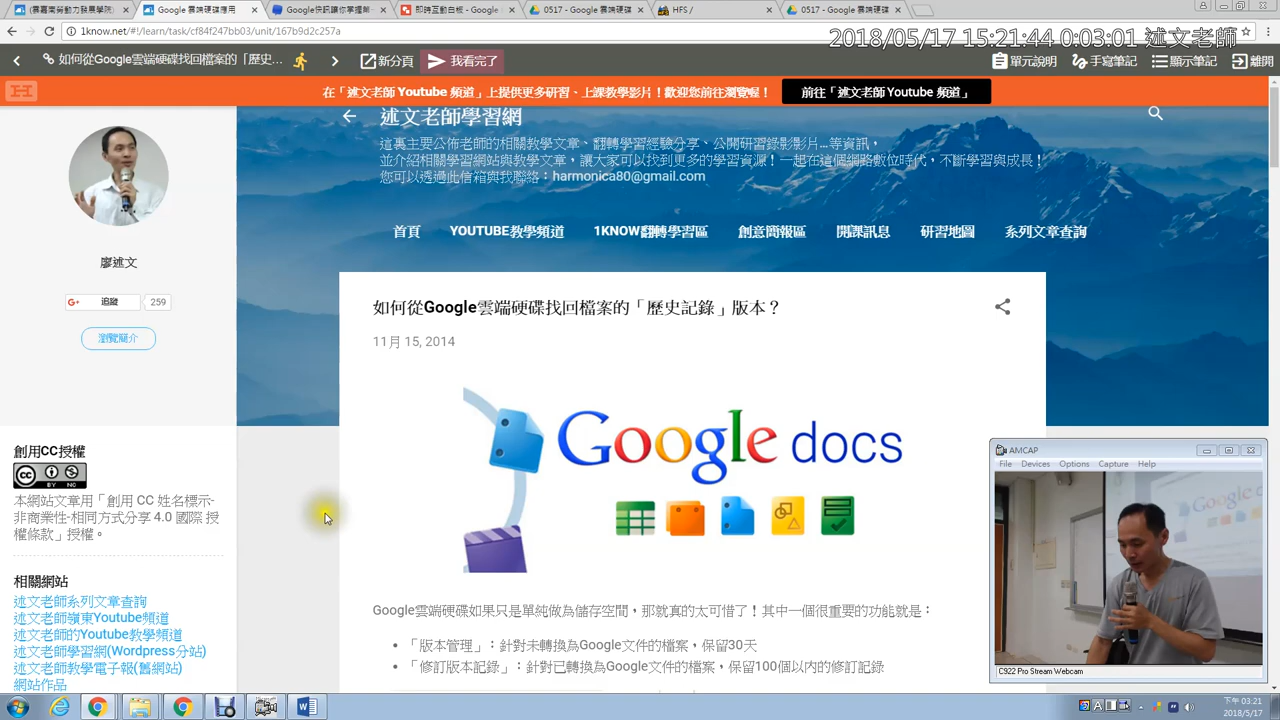 (雲嘉南勞動力發展學院)
Google 雲端硬碟應用
Google快訊讓你掌握最新
即時互動白板 - Google
0517 - Google 雲端硬碟
HFS /
0517 - Google 雲端硬碟
1know.net/#!/learn/task/cf84f247bb03/unit/167b9d2c257a
2018/05/17 15:21:44 0:03:01 述文老師
如何從Google雲端硬碟找回檔案的「歷史...
新分頁
我看完了
單元說明
手寫筆記
顯示筆記
離開
在「述文老師 Youtube 頻道」上提供更多研習、上課教學影片！歡迎您前往瀏覽喔！
前往「述文老師 Youtube 頻道」
述文老師學習網
這裏主要公佈老師的相關教學文章、翻轉學習經驗分享、公開研習錄影影片...等資訊，
並介紹相關學習網站與教學文章，讓大家可以找到更多的學習資源！一起在這個網路數位時代，不斷學習與成長！
您可以透過此信箱與我聯絡：harmonica80@gmail.com
首頁
YOUTUBE教學頻道
1KNOW翻轉學習區
創意簡報區
開課訊息
研習地圖
系列文章查詢
廖述文
G+
追蹤
259
瀏覽簡介
如何從Google雲端硬碟找回檔案的「歷史記錄」版本？
11月 15, 2014
Google docs
Google雲端硬碟如果只是單純做為儲存空間，那就真的太可惜了！其中一個很重要的功能就是：
• 「版本管理」：針對未轉換為Google文件的檔案，保留30天
• 「修訂版本記錄」：針對已轉換為Google文件的檔案，保留100個以內的修訂記錄
創用CC授權
CC BY NC
本網站文章用「創用 CC 姓名標示-
非商業性-相同方式分享 4.0 國際 授
權條款」授權。
相關網站
述文老師系列文章查詢
述文老師嶺東Youtube頻道
述文老師的Youtube教學頻道
述文老師學習網(Wordpress分站)
述文老師教學電子報(舊網站)
網站作品
AMCAP
File Devices Options Capture Help
C922 Pro Stream Webcam
下午 03:21
2018/5/17